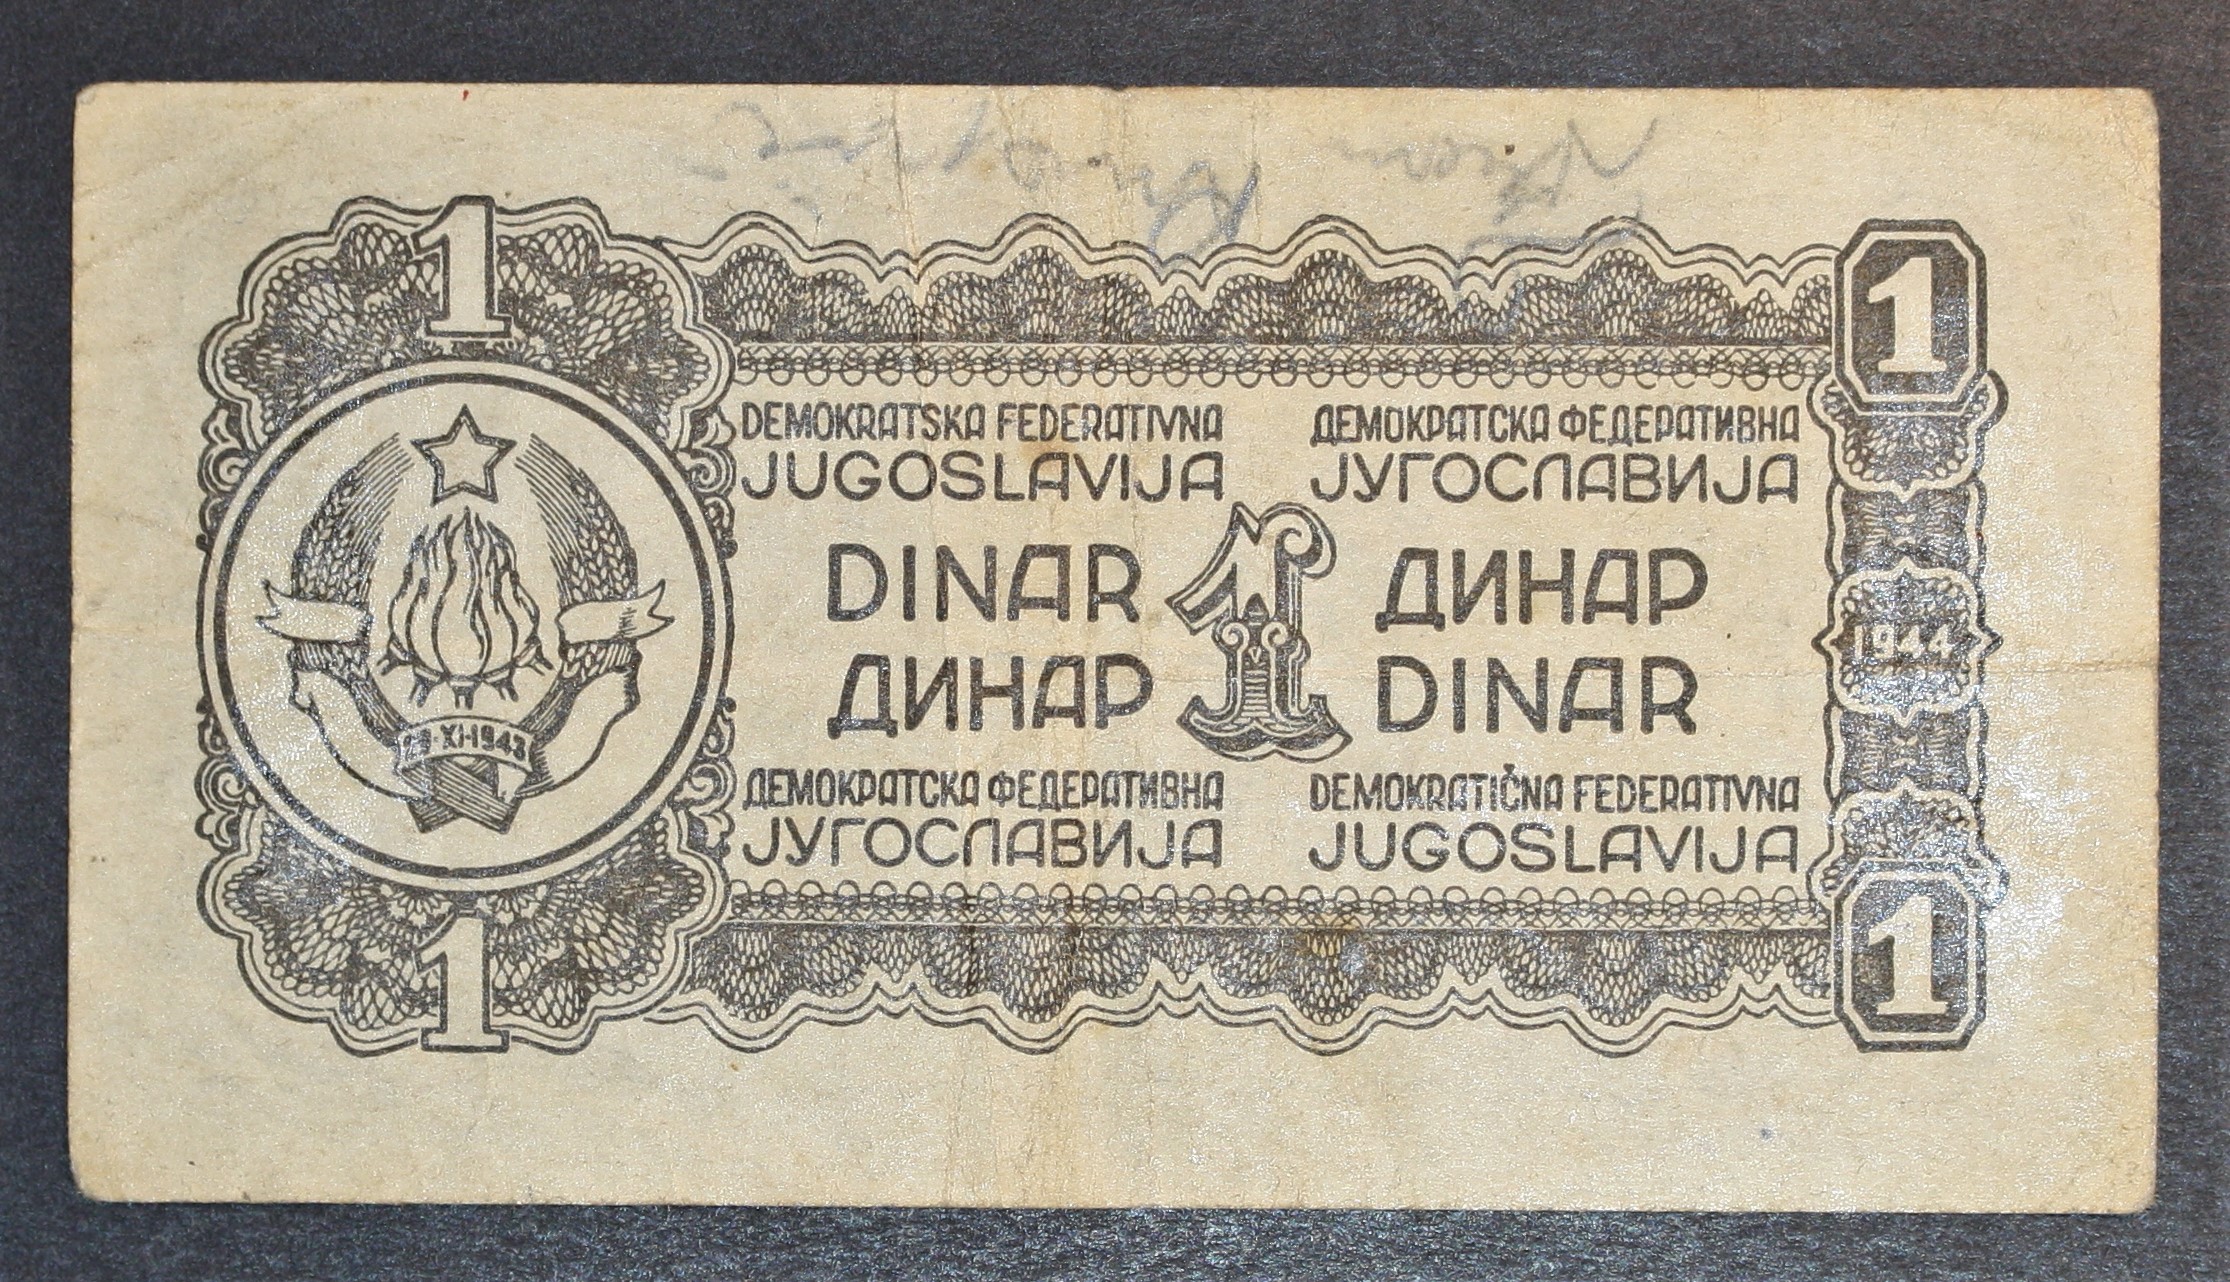 1
1
DEMOKRATSKA FEDERATIVNA
JUGOSLAVIJA
ДЕМОКРАТСКА ФЕДЕРАТИВНА
ЈУГОСЛАВИЈА
DINAR
ДИНАР
1
ДИНАР
DINAR
1944
29·XI·1943
ДЕМОКРАТСКА ФЕДЕРАТИВНА
ЈУГОСЛАВИЈА
DEMOKRATIČNA FEDERATIVNA
JUGOSLAVIJA
1
1